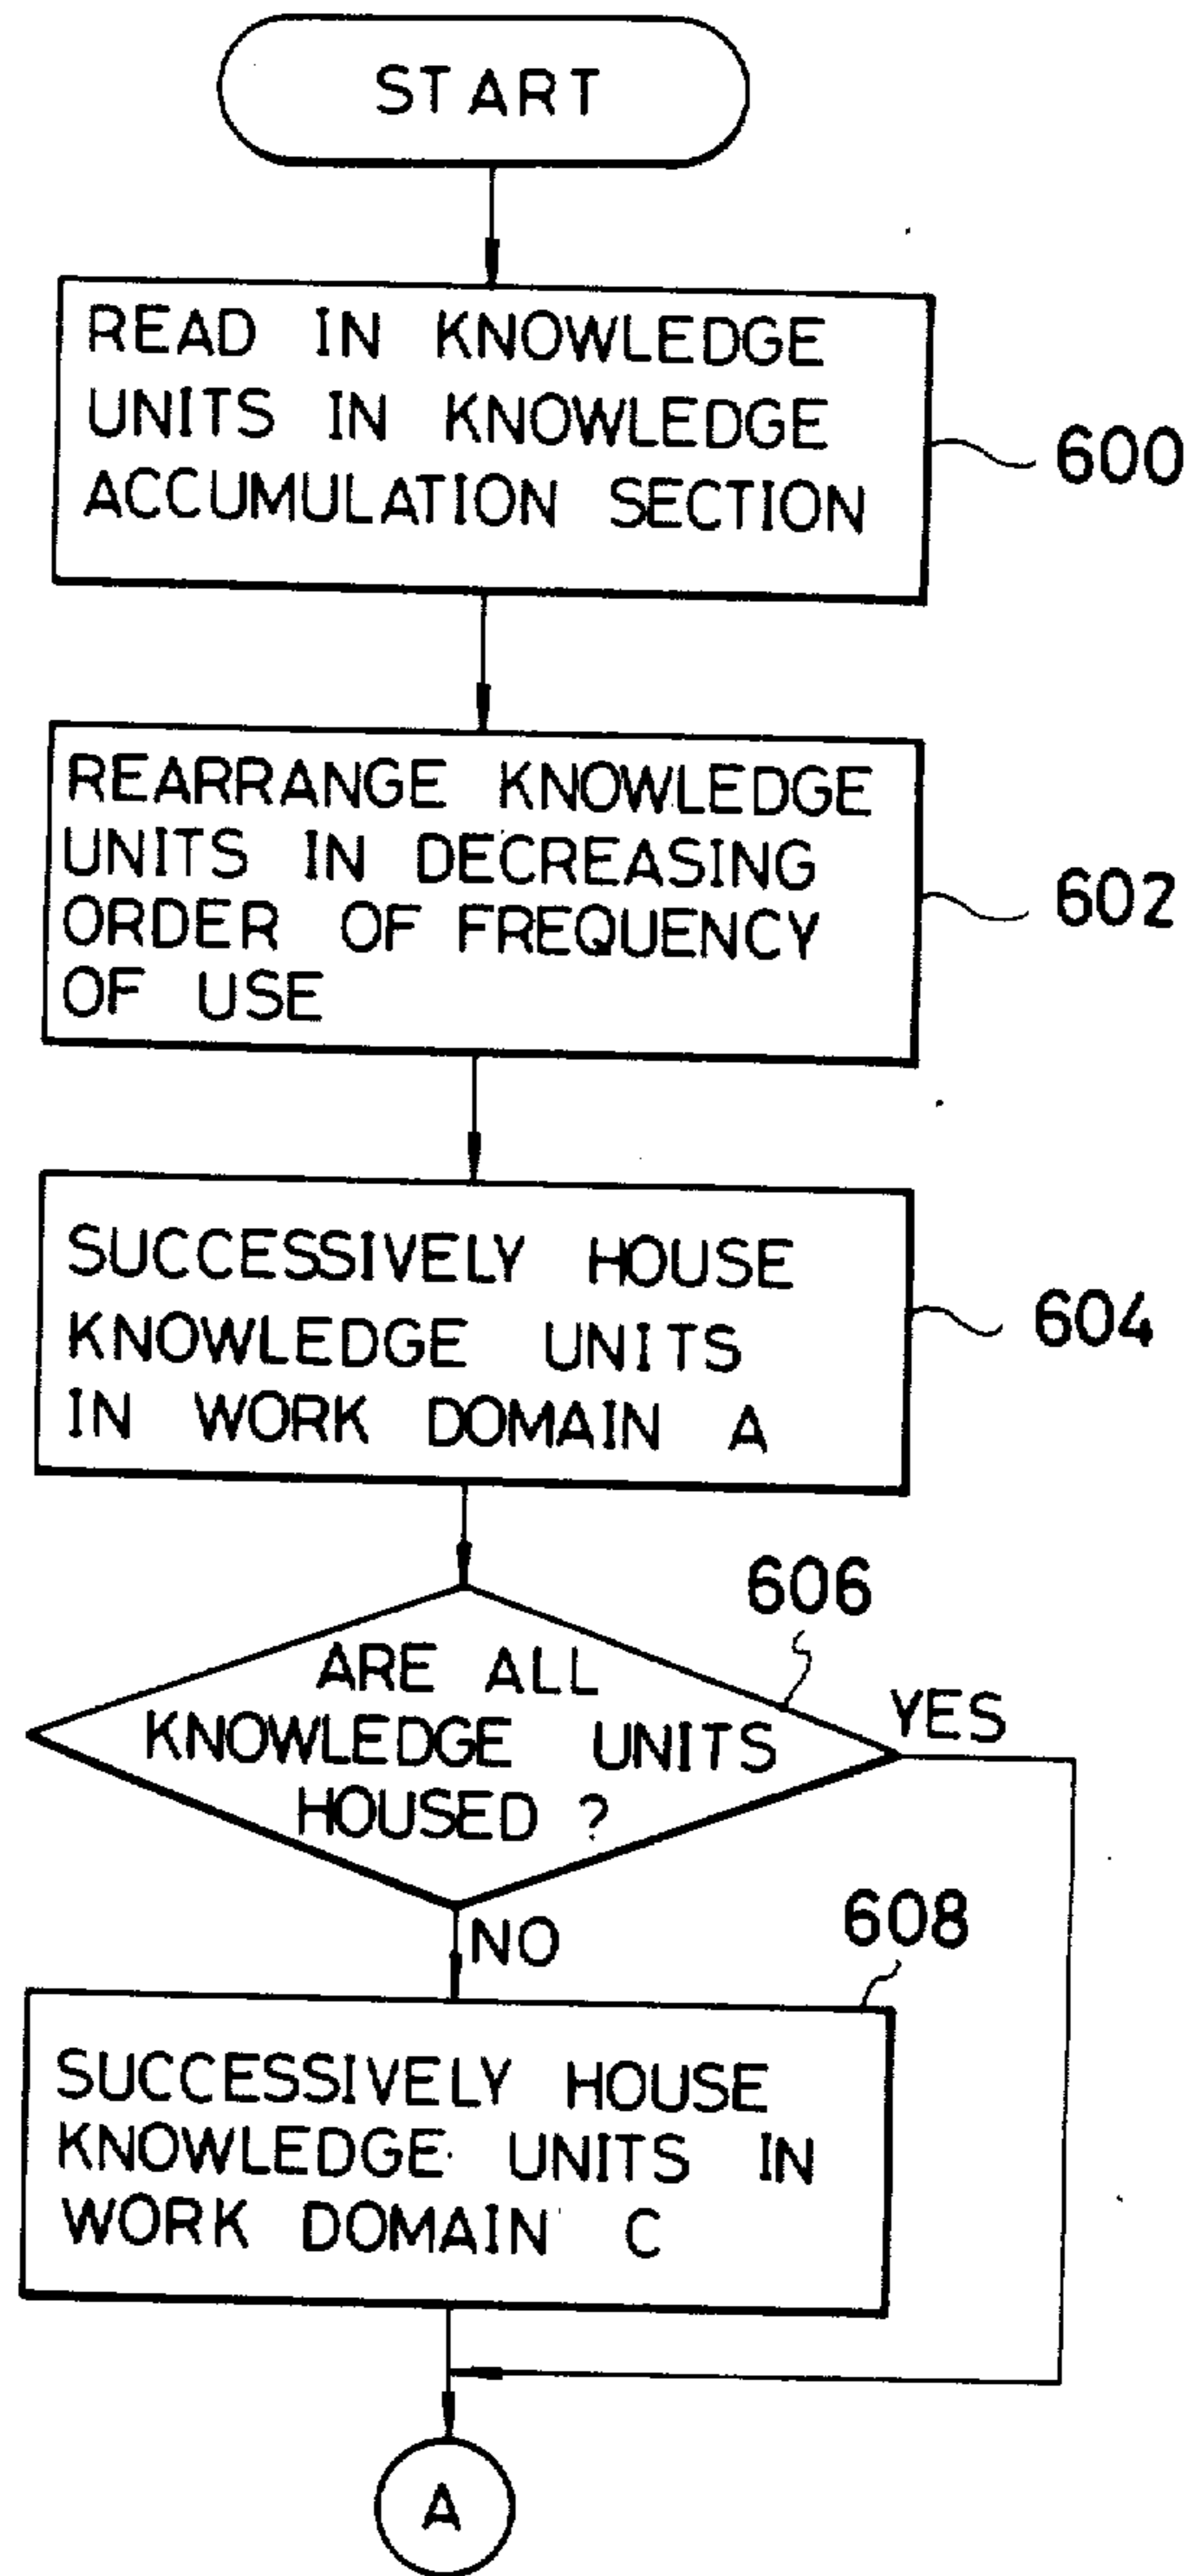 START
READ IN KNOWLEDGE
UNITS IN KNOWLEDGE
ACCUMULATION SECTION
600
REARRANGE KNOWLEDGE
UNITS IN DECREASING
ORDER OF FREQUENCY
OF USE
602
SUCCESSIVELY HOUSE
KNOWLEDGE UNITS
IN WORK DOMAIN A
604
606
ARE ALL
KNOWLEDGE UNITS
HOUSED ?
YES
NO
608
SUCCESSIVELY HOUSE
KNOWLEDGE UNITS IN
WORK DOMAIN C
A